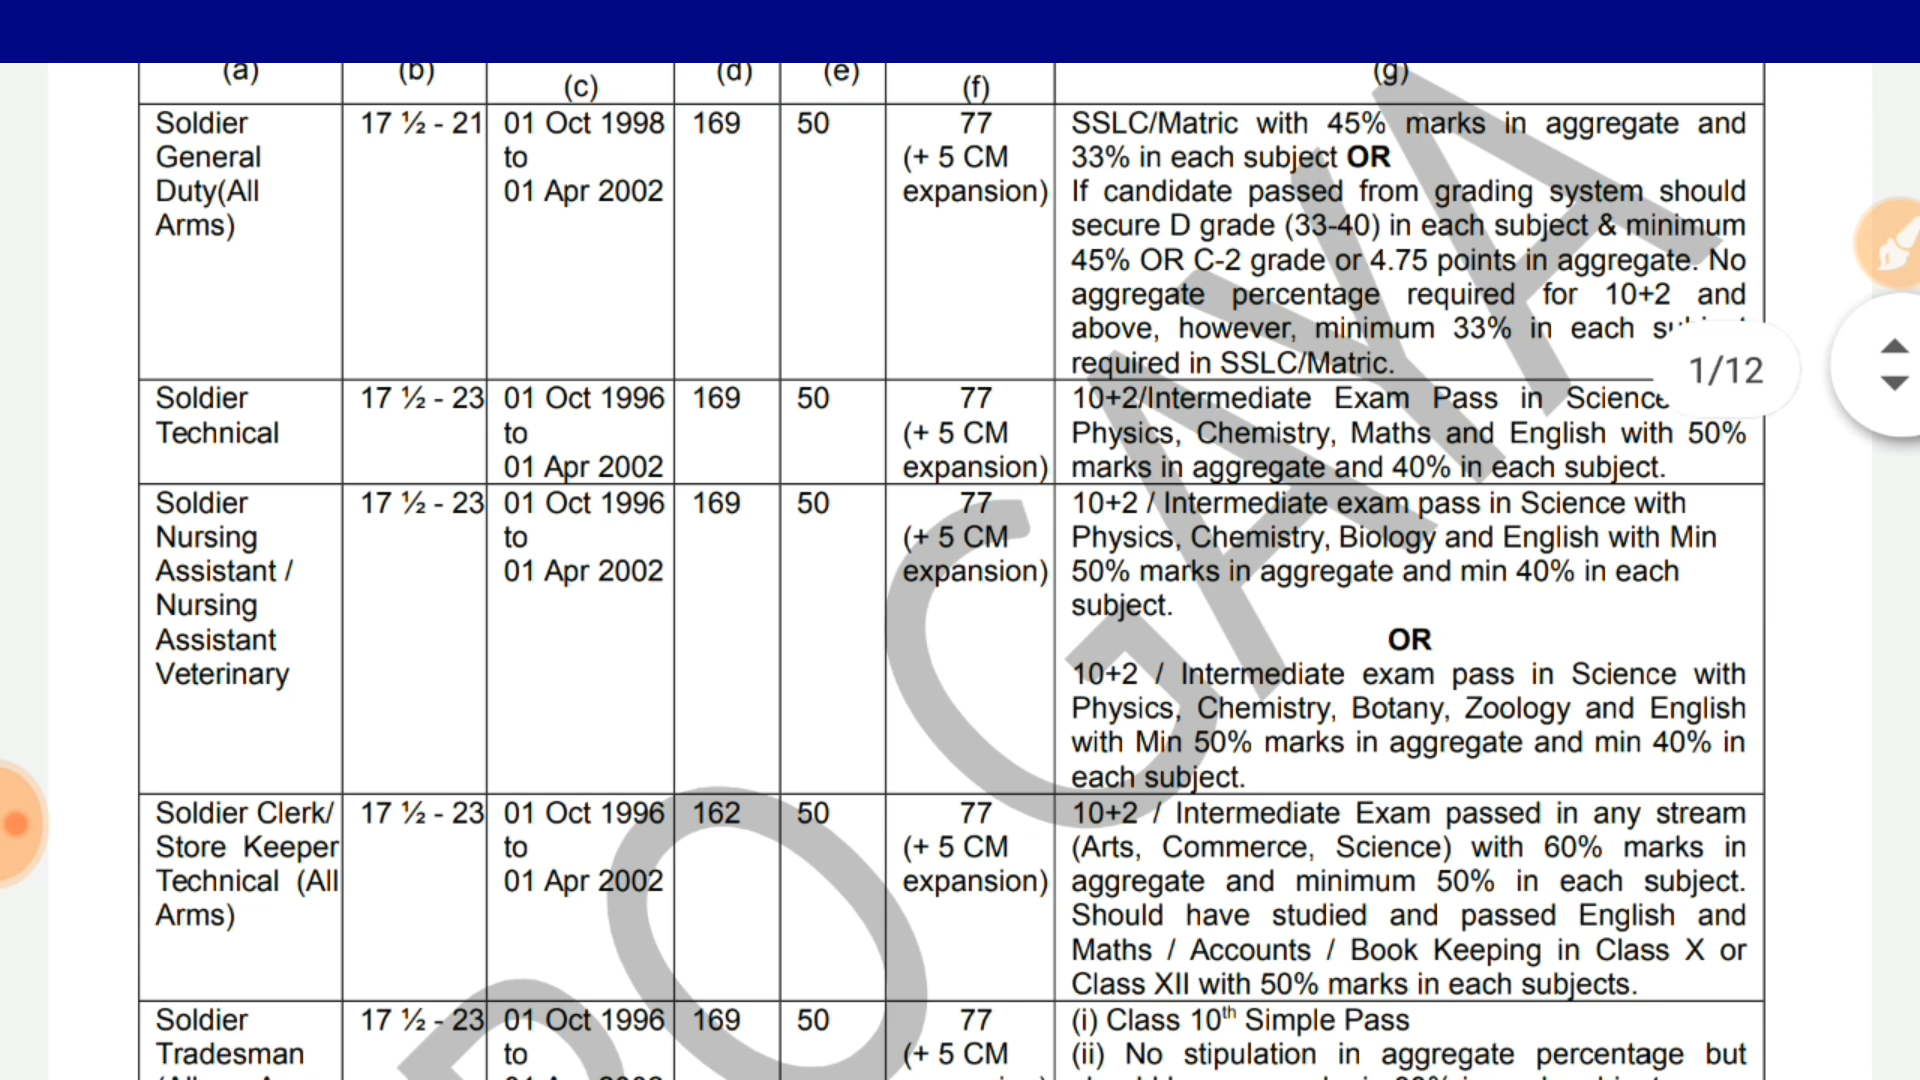 (a) (b) (c) (d) (e) (f) (g)
Soldier 17 ½ - 21 01 Oct 1998 169 50 77 SSLC/Matric with 45% marks in aggregate and
General to (+ 5 CM 33% in each subject OR
Duty(All 01 Apr 2002 expansion) If candidate passed from grading system should
Arms) secure D grade (33-40) in each subject & minimum
45% OR C-2 grade or 4.75 points in aggregate. No
aggregate percentage required for 10+2 and
above, however, minimum 33% in each
required in SSLC/Matric.
1/12
Soldier 17 ½ - 23 01 Oct 1996 169 50 77 10+2/Intermediate Exam Pass in Science
Technical to (+ 5 CM Physics, Chemistry, Maths and English with 50%
01 Apr 2002 expansion) marks in aggregate and 40% in each subject.
Soldier 17 ½ - 23 01 Oct 1996 169 50 77 10+2 / Intermediate exam pass in Science with
Nursing to (+ 5 CM Physics, Chemistry, Biology and English with Min
Assistant / 01 Apr 2002 expansion) 50% marks in aggregate and min 40% in each
Nursing subject.
Assistant OR
Veterinary 10+2 / Intermediate exam pass in Science with
Physics, Chemistry, Botany, Zoology and English
with Min 50% marks in aggregate and min 40% in
each subject.
Soldier Clerk/ 17 ½ - 23 01 Oct 1996 162 50 77 10+2 / Intermediate Exam passed in any stream
Store Keeper to (+ 5 CM (Arts, Commerce, Science) with 60% marks in
Technical (All 01 Apr 2002 expansion) aggregate and minimum 50% in each subject.
Arms) Should have studied and passed English and
Maths / Accounts / Book Keeping in Class X or
Class XII with 50% marks in each subjects.
Soldier 17 ½ - 23 01 Oct 1996 169 50 77 (i) Class 10th Simple Pass
Tradesman to (+ 5 CM (ii) No stipulation in aggregate percentage but
RO GAYA